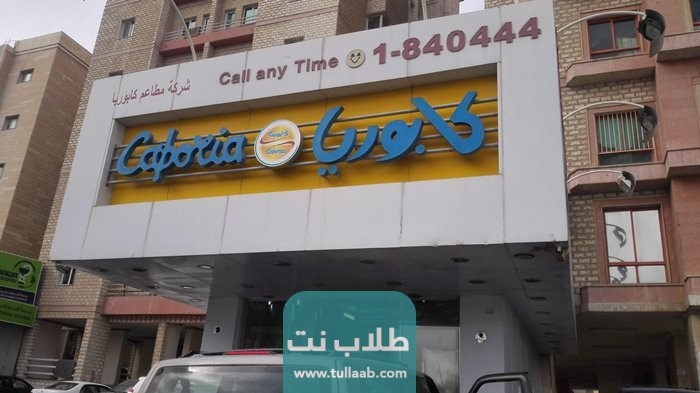 Call any Time 1-840444
شركة مطاعم كابوريا
Caboria كابوريا
طلاب نت
www.tullaab.com